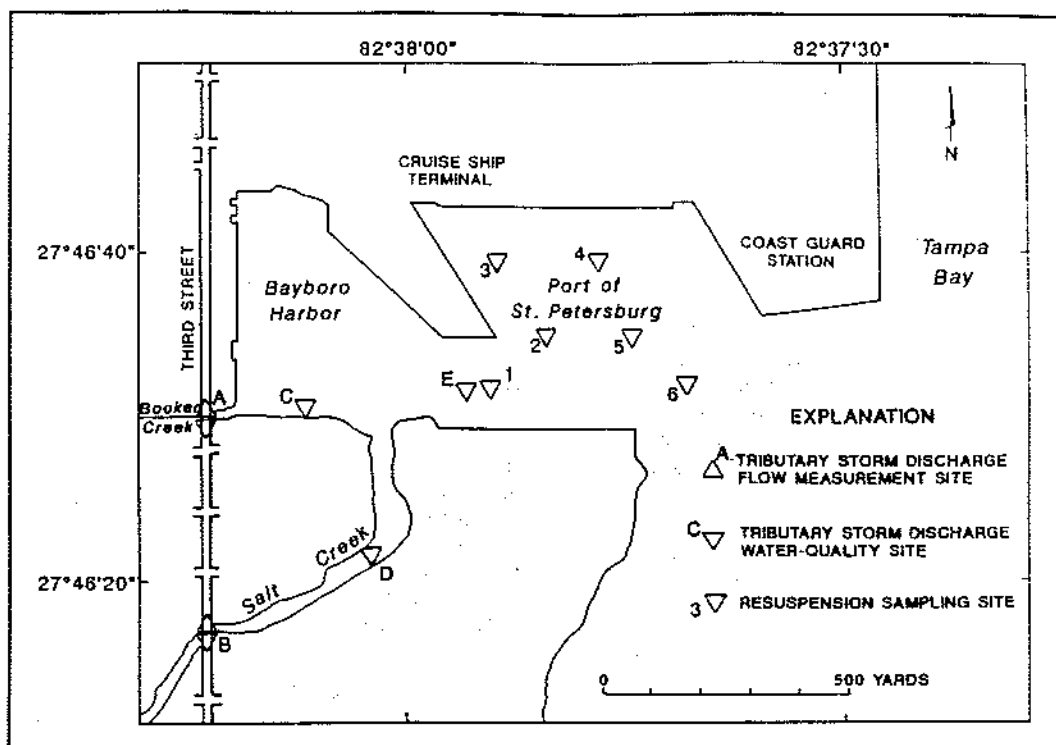 82°38'00"
82°37'30"
N
CRUISE SHIP
TERMINAL
27°46'40"
COAST GUARD
STATION
Tampa
Bay
THIRD STREET
Bayboro
Harbor
3
4
Port of
St. Petersburg
2
5
E
1
6
A
C
Booker
Creek
EXPLANATION
A
TRIBUTARY STORM DISCHARGE
FLOW MEASUREMENT SITE
C
TRIBUTARY STORM DISCHARGE
WATER-QUALITY SITE
3
RESUSPENSION SAMPLING SITE
27°46'20"
Salt Creek
D
B
0
500 YARDS